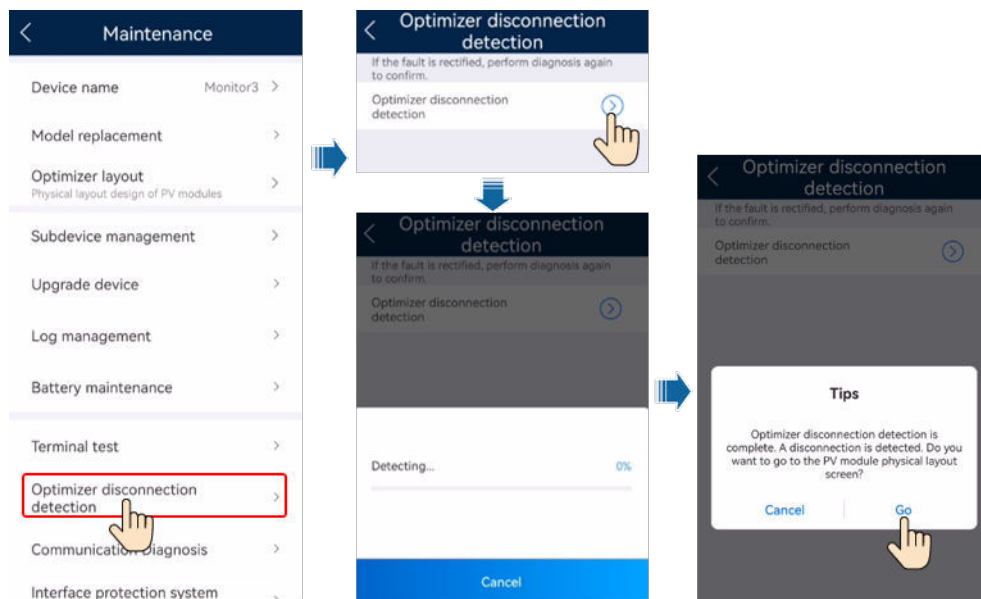 Maintenance
Device name Monitor3
Model replacement
Optimizer layout
Physical layout design of PV modules
Subdevice management
Upgrade device
Log management
Battery maintenance
Terminal test
Optimizer disconnection
detection
Communication Diagnosis
Interface protection system
Optimizer disconnection
detection
If the fault is rectified, perform diagnosis again
to confirm.
Optimizer disconnection
detection
Optimizer disconnection
detection
If the fault is rectified, perform diagnosis again
to confirm.
Optimizer disconnection
detection
Detecting... 0%
Cancel
Optimizer disconnection
detection
If the fault is rectified, perform diagnosis again
to confirm.
Optimizer disconnection
detection
Tips
Optimizer disconnection detection is
complete. A disconnection is detected. Do you
want to go to the PV module physical layout
screen?
Cancel Go